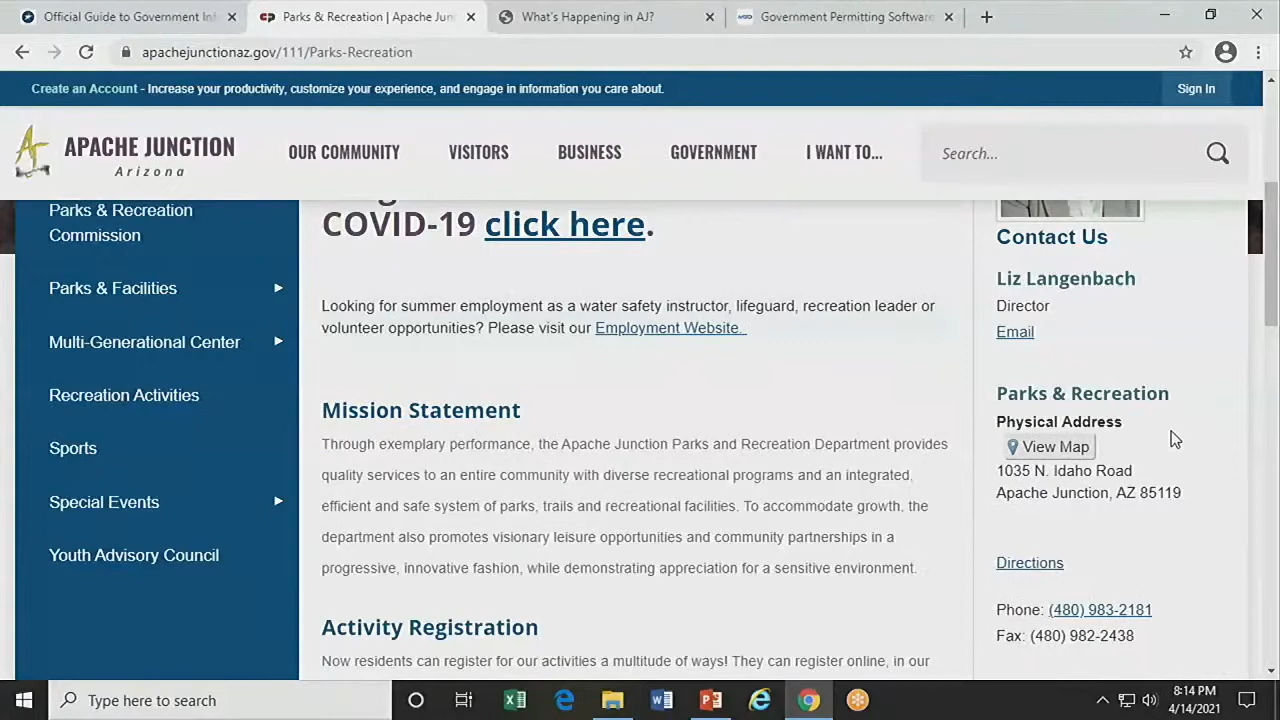 Official Guide to Government Inf
Parks & Recreation | Apache Jun
What's Happening in AJ?
Government Permitting Software
apachejunctionaz.gov/111/Parks-Recreation
Create an Account - Increase your productivity, customize your experience, and engage in information you care about.
Sign In
APACHE JUNCTION
Arizona
OUR COMMUNITY
VISITORS
BUSINESS
GOVERNMENT
I WANT TO...
Search...
Parks & Recreation
Commission
Parks & Facilities
Multi-Generational Center
Recreation Activities
Sports
Special Events
Youth Advisory Council
COVID-19 click here.
Looking for summer employment as a water safety instructor, lifeguard, recreation leader or
volunteer opportunities? Please visit our Employment Website.
Mission Statement
Through exemplary performance, the Apache Junction Parks and Recreation Department provides
quality services to an entire community with diverse recreational programs and an integrated,
efficient and safe system of parks, trails and recreational facilities. To accommodate growth, the
department also promotes visionary leisure opportunities and community partnerships in a
progressive, innovative fashion, while demonstrating appreciation for a sensitive environment.
Activity Registration
Now residents can register for our activities a multitude of ways! They can register online, in our
Contact Us
Liz Langenbach
Director
Email
Parks & Recreation
Physical Address
View Map
1035 N. Idaho Road
Apache Junction, AZ 85119
Directions
Phone: (480) 983-2181
Fax: (480) 982-2438
Type here to search
8:14 PM
4/14/2021